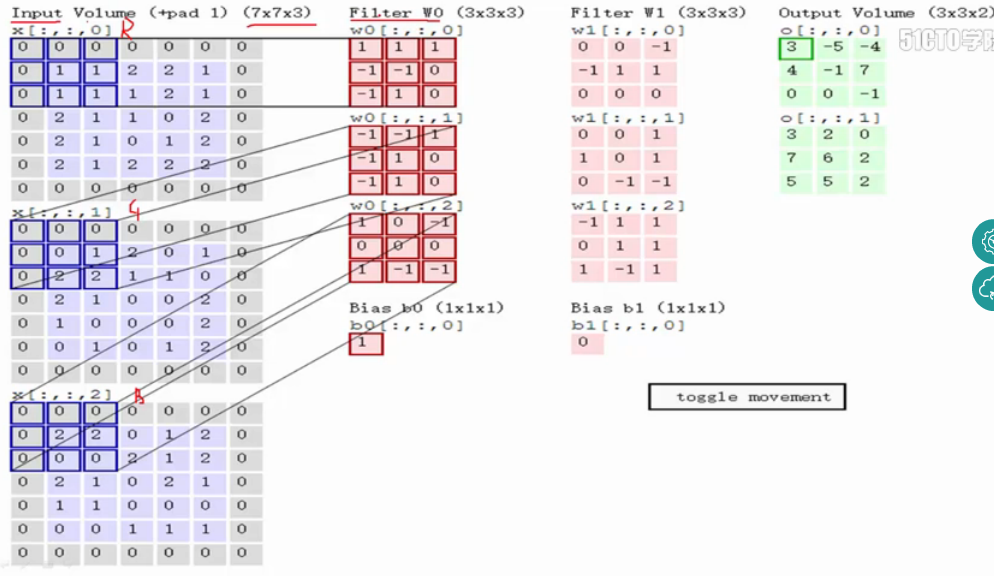 Input Volume (+pad 1) (7x7x3)
R
x[:,:,0]
0 0 0 0 0 0 0
0 1 1 2 2 1 0
0 1 1 1 2 1 0
0 2 1 1 0 2 0
0 2 1 0 1 2 0
0 2 1 2 2 2 0
0 0 0 0 0 0 0
x[:,:,1]
G
0 0 0 0 0 0 0
0 0 1 2 0 1 0
0 2 2 1 1 0 0
0 2 1 0 0 2 0
0 1 0 0 0 2 0
0 0 1 0 1 2 0
0 0 0 0 0 0 0
x[:,:,2]
B
0 0 0 0 0 0 0
0 2 2 0 1 2 0
0 0 0 2 1 2 0
0 2 1 0 2 1 0
0 1 1 0 0 0 0
0 0 0 1 1 1 0
0 0 0 0 0 0 0
Filter W0 (3x3x3)
w0[:,:,0]
1 1 1
-1 -1 0
-1 1 0
w0[:,:,1]
-1 -1 1
-1 1 0
-1 1 0
w0[:,:,2]
1 0 -1
0 0 0
1 -1 -1
Bias b0 (1x1x1)
b0[:,:,0]
1
Filter W1 (3x3x3)
w1[:,:,0]
0 0 -1
-1 1 1
0 0 0
w1[:,:,1]
0 0 1
1 0 1
0 -1 -1
w1[:,:,2]
-1 1 1
0 1 1
1 -1 1
Bias b1 (1x1x1)
b1[:,:,0]
0
Output Volume (3x3x2)
o[:,:,0]
3 -5 -4
4 -1 7
0 0 -1
o[:,:,1]
3 2 0
7 6 2
5 5 2
toggle movement
51CTO学院